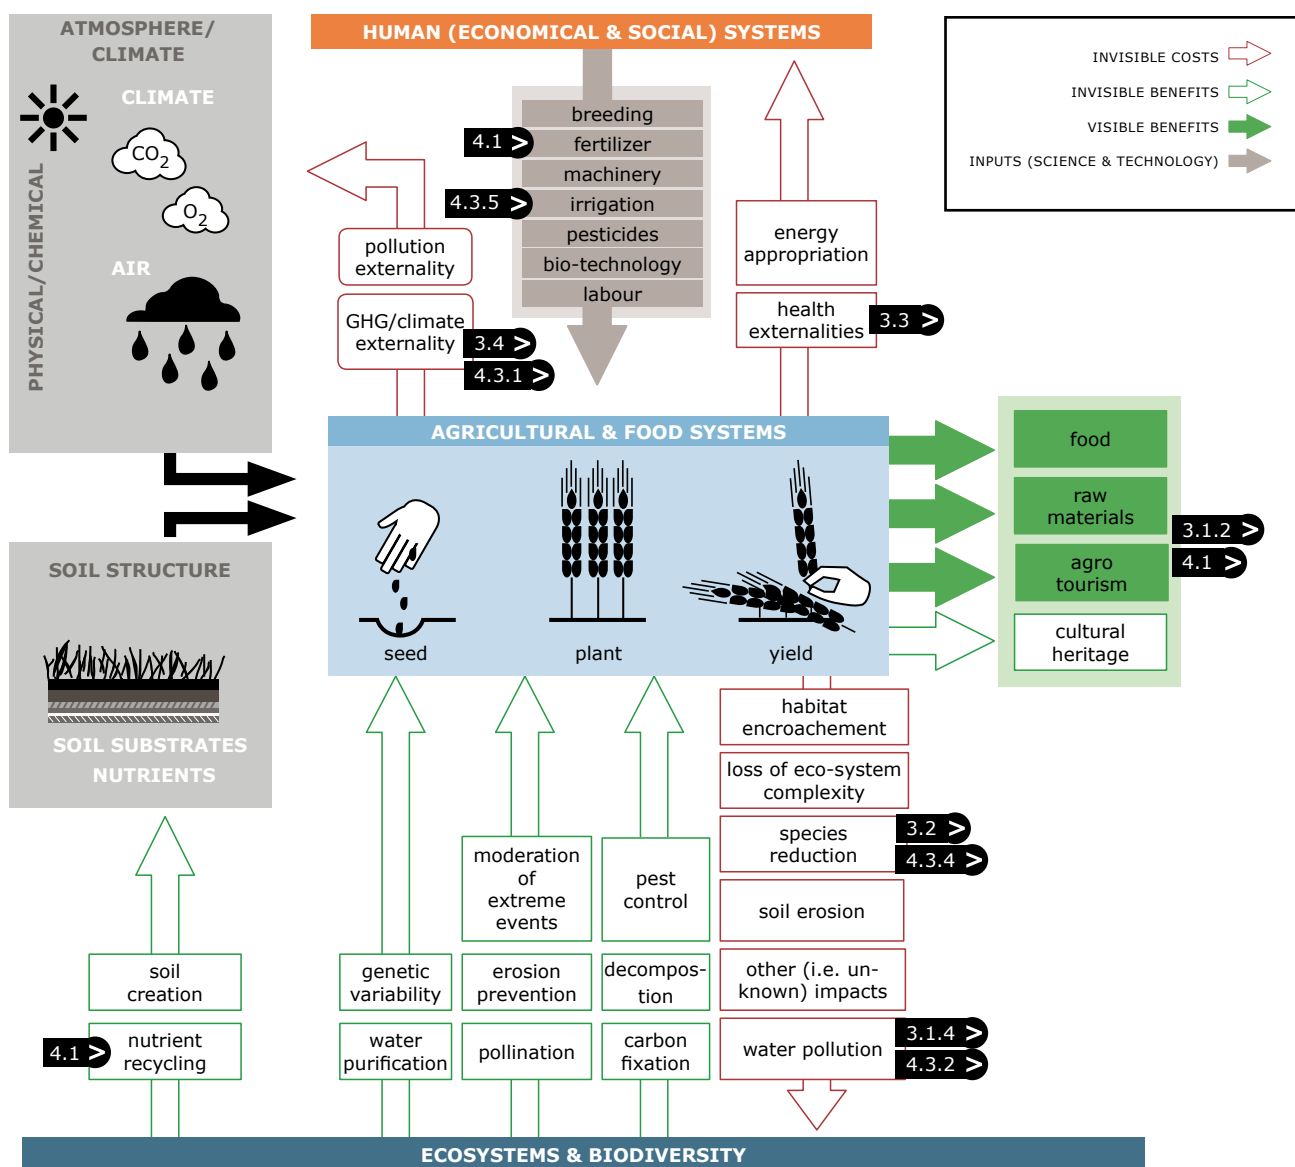 ATMOSPHERE/
CLIMATE
CLIMATE
CO2
O2
AIR
PHYSICAL/CHEMICAL
HUMAN (ECONOMICAL & SOCIAL) SYSTEMS
breeding
4.1 >
fertilizer
machinery
4.3.5 >
irrigation
pesticides
bio-technology
labour
pollution
externality
GHG/climate
externality
3.4 >
4.3.1 >
energy
appropriation
health
externalities
3.3 >
INVISIBLE COSTS
INVISIBLE BENEFITS
VISIBLE BENEFITS
INPUTS (SCIENCE & TECHNOLOGY)
AGRICULTURAL & FOOD SYSTEMS
seed
plant
yield
food
raw
materials
3.1.2 >
4.1 >
agro
tourism
cultural
heritage
SOIL STRUCTURE
SOIL SUBSTRATES
NUTRIENTS
soil
creation
4.1 >
nutrient
recycling
genetic
variability
water
purification
moderation
of
extreme
events
erosion
prevention
pollination
pest
control
decompos-
tion
carbon
fixation
habitat
encroachement
loss of eco-system
complexity
species
reduction
3.2 >
4.3.4 >
soil erosion
other (i.e. un-
known) impacts
water pollution
3.1.4 >
4.3.2 >
ECOSYSTEMS & BIODIVERSITY